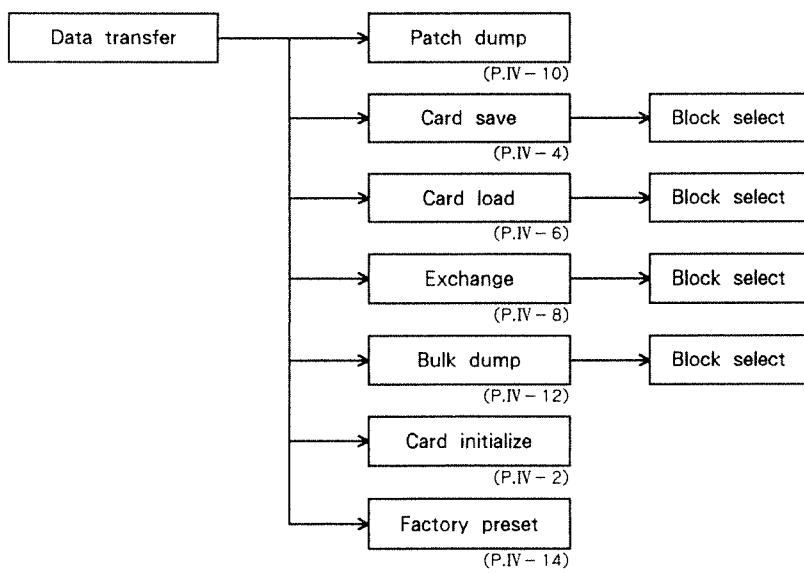 Data transfer
Patch dump
(P.IV－10)
Card save
Block select
(P.IV－4)
Card load
Block select
(P.IV－6)
Exchange
Block select
(P.IV－8)
Bulk dump
Block select
(P.IV－12)
Card initialize
(P.IV－2)
Factory preset
(P.IV－14)